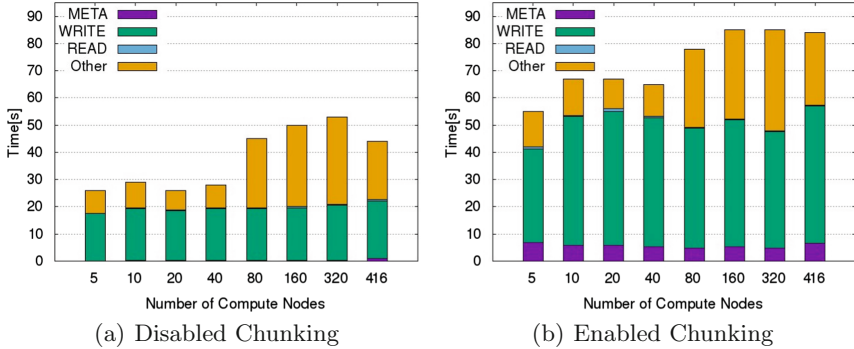 META
WRITE
READ
Other
90
80
70
60
50
40
30
20
10
0
Time[s]
5 10 20 40 80 160 320 416
Number of Compute Nodes
(a) Disabled Chunking
META
WRITE
READ
Other
90
80
70
60
50
40
30
20
10
0
Time[s]
5 10 20 40 80 160 320 416
Number of Compute Nodes
(b) Enabled Chunking